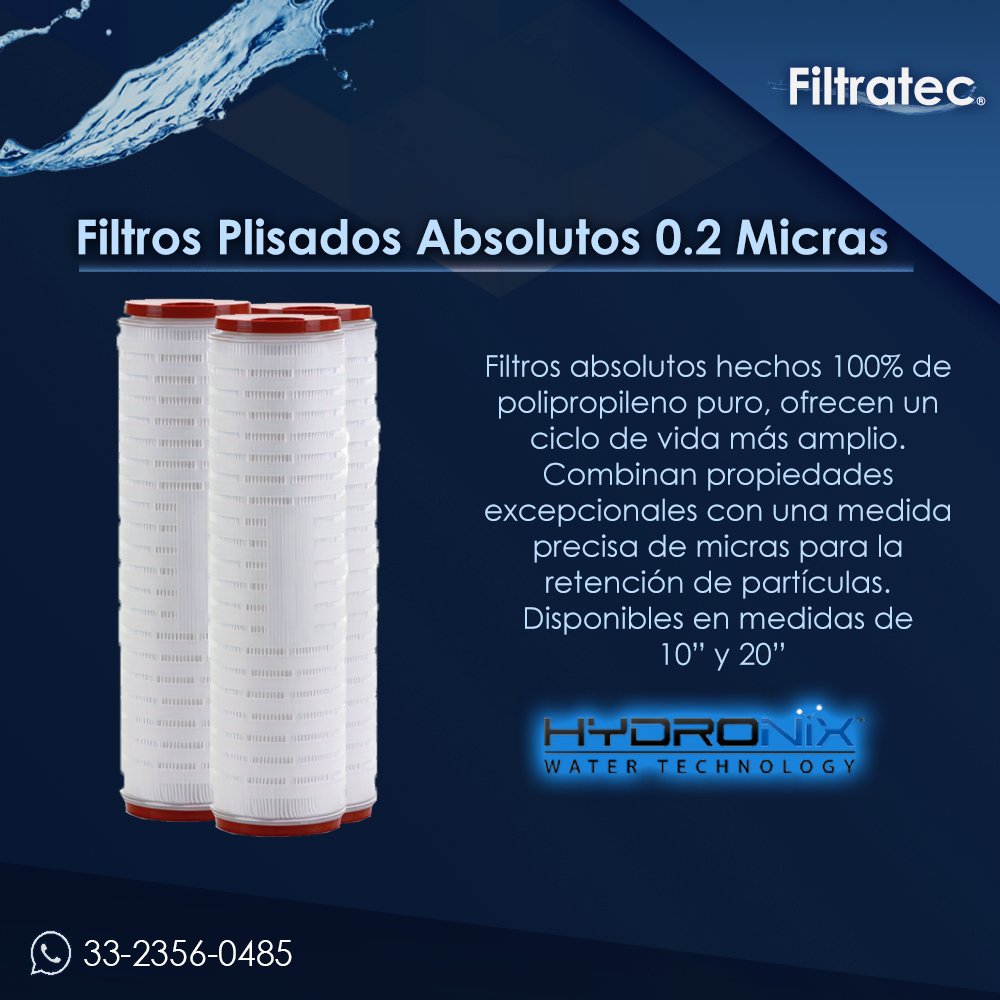 Filtratec®
Filtros Plisados Absolutos 0.2 Micras
Filtros absolutos hechos 100% de
polipropileno puro, ofrecen un
ciclo de vida más amplio.
Combinan propiedades
excepcionales con una medida
precisa de micras para la
retención de partículas.
Disponibles en medidas de
10” y 20”
HYDRONIX™
WATER TECHNOLOGY
33-2356-0485